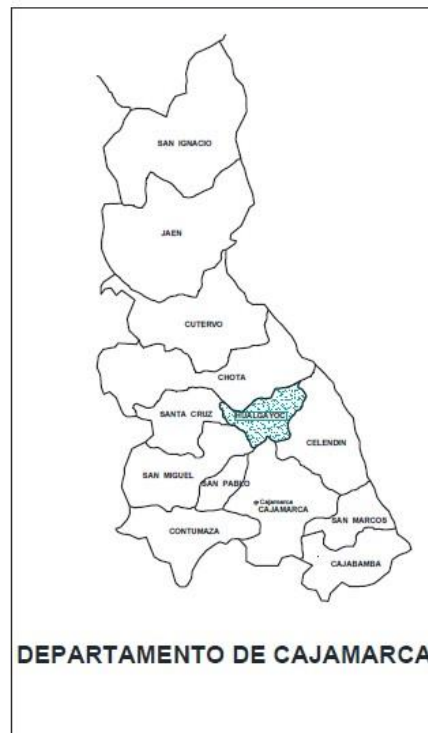 SAN IGNACIO
JAEN
CUTERVO
CHOTA
SANTA CRUZ
HUALGAYOC
CELENDIN
SAN MIGUEL
SAN PABLO
Cajamarca
CAJAMARCA
SAN MARCOS
CONTUMAZA
CAJABAMBA
DEPARTAMENTO DE CAJAMARCA